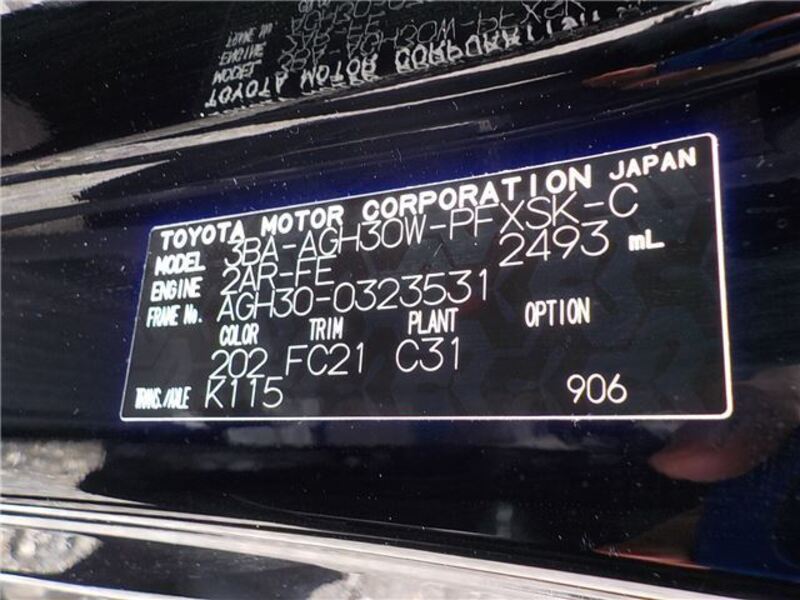 TOYOTA MOTOR CORPORATION JAPAN
MODEL 3BA-AGH30W-PFXSK-C
ENGINE 2AR-FE 2493 mL
FRAME No. AGH30-0323531
COLOR TRIM PLANT OPTION
202 FC21 C31
TRANS./AXLE K115 906